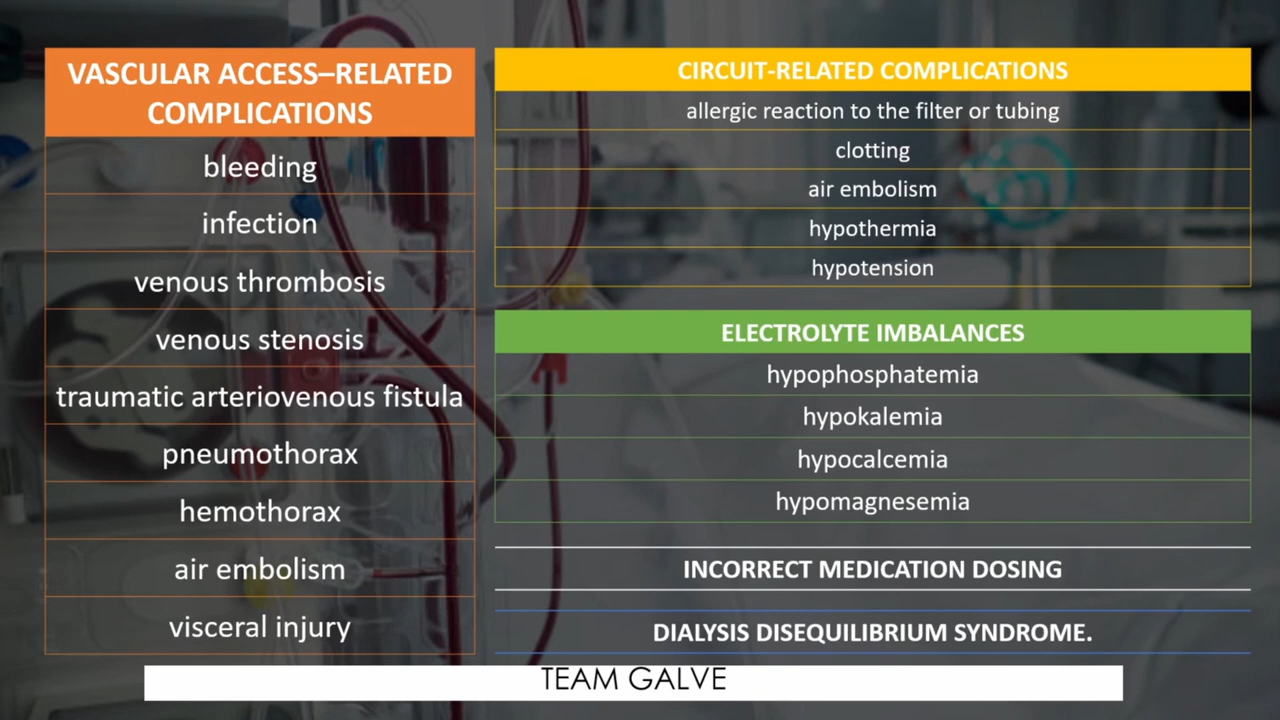 VASCULAR ACCESS–RELATED
COMPLICATIONS
bleeding
infection
venous thrombosis
venous stenosis
traumatic arteriovenous fistula
pneumothorax
hemothorax
air embolism
visceral injury
CIRCUIT-RELATED COMPLICATIONS
allergic reaction to the filter or tubing
clotting
air embolism
hypothermia
hypotension
ELECTROLYTE IMBALANCES
hypophosphatemia
hypokalemia
hypocalcemia
hypomagnesemia
INCORRECT MEDICATION DOSING
DIALYSIS DISEQUILIBRIUM SYNDROME.
TEAM GALVE